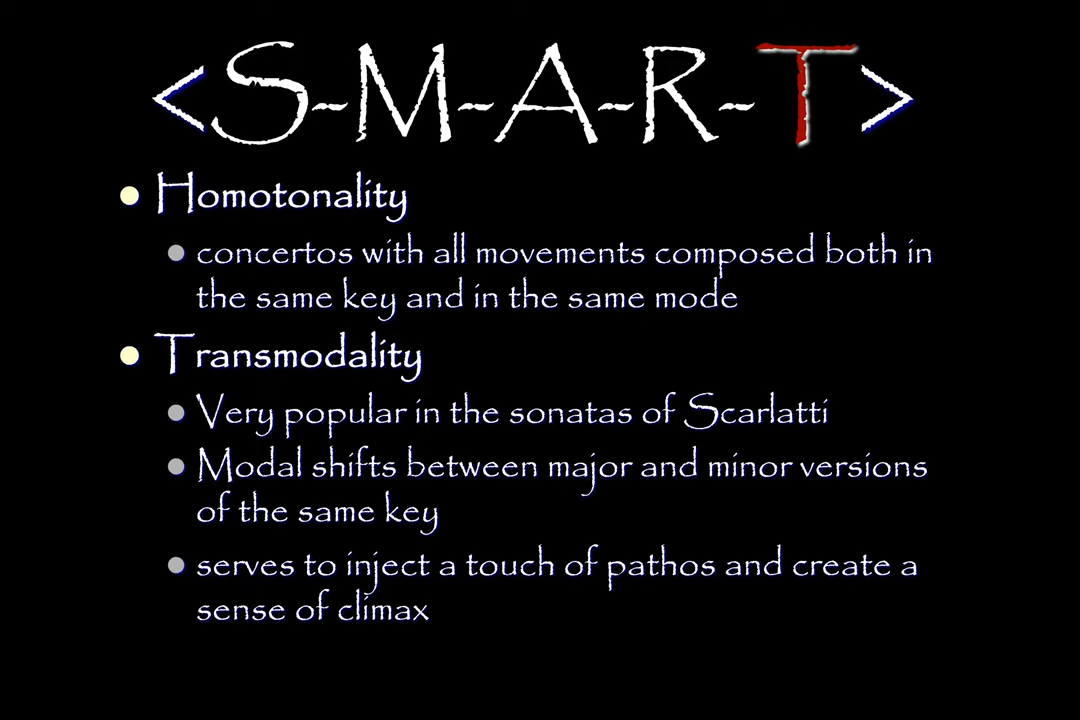 <S-M-A-R-T>
Homotonality
concertos with all movements composed both in
the same key and in the same mode
Transmodality
Very popular in the sonatas of Scarlatti
Modal shifts between major and minor versions
of the same key
serves to inject a touch of pathos and create a
sense of climax